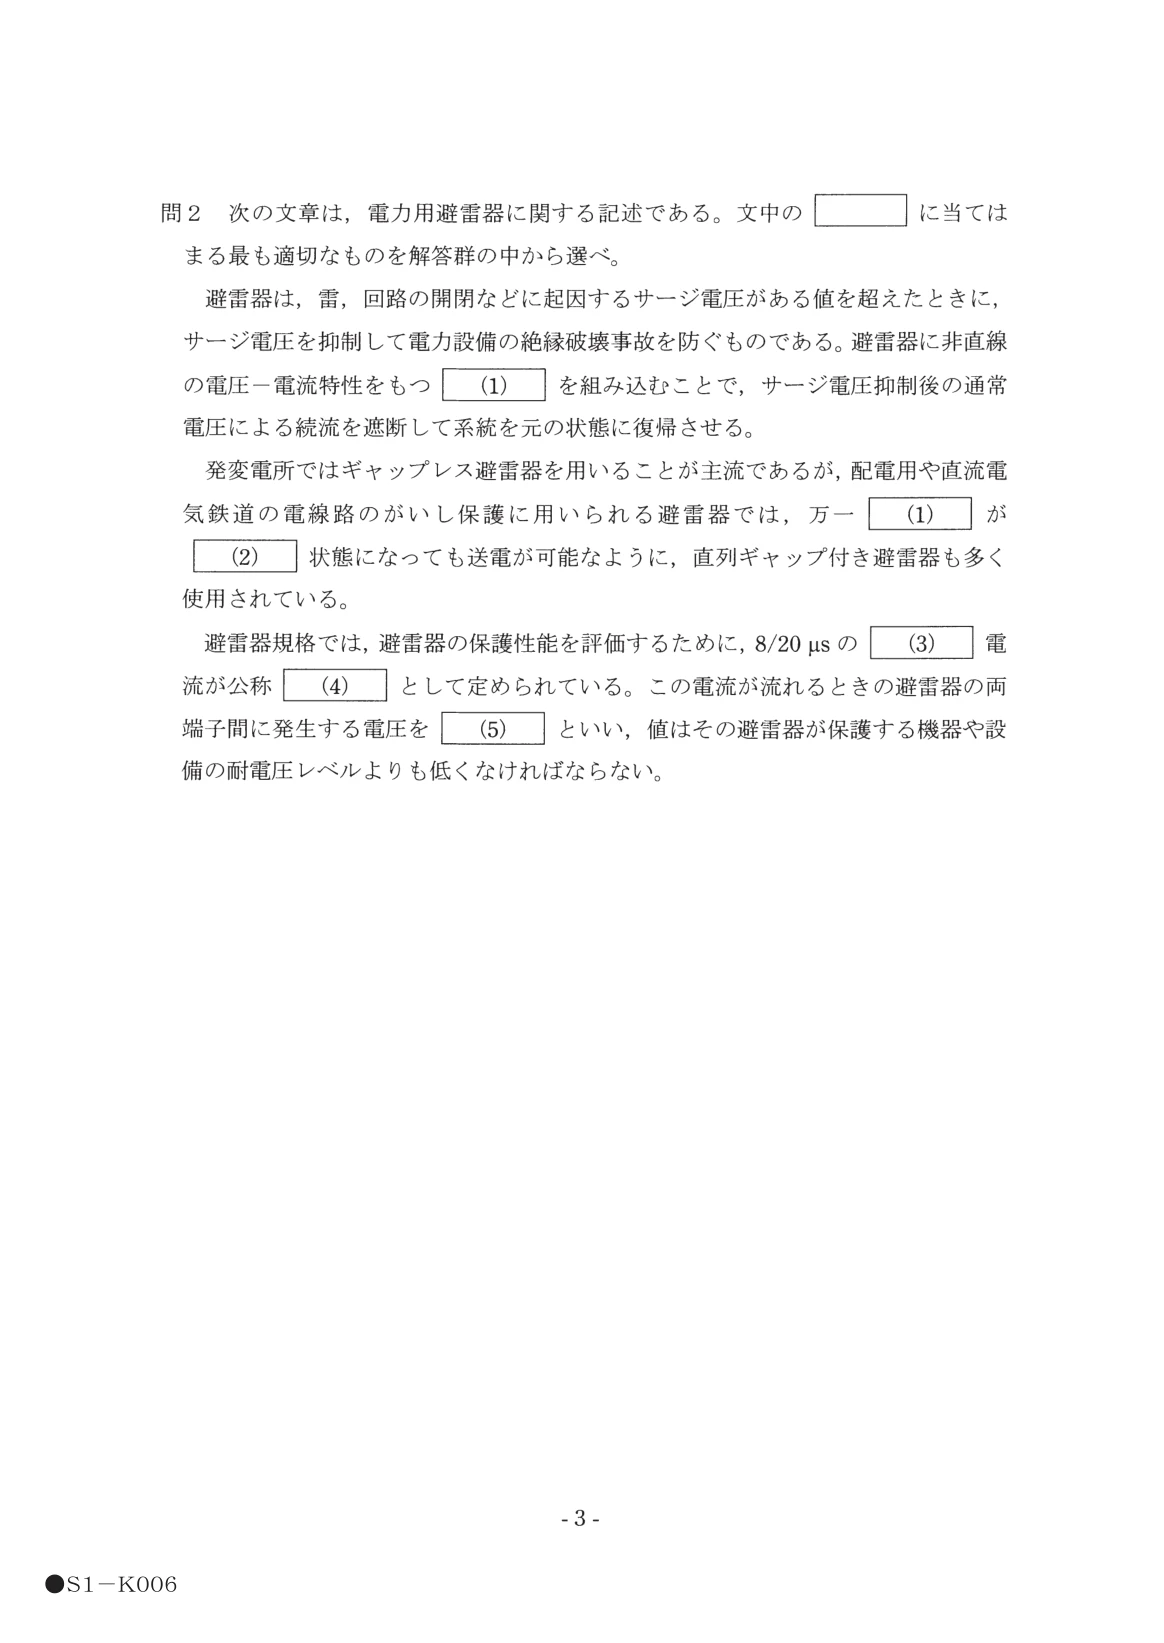 問２　次の文章は，電力用避雷器に関する記述である。文中の　　　　に当ては
まる最も適切なものを解答群の中から選べ。
避雷器は，雷，回路の開閉などに起因するサージ電圧がある値を超えたときに，
サージ電圧を抑制して電力設備の絶縁破壊事故を防ぐものである。避雷器に非直線
の電圧－電流特性をもつ (1) を組み込むことで，サージ電圧抑制後の通常
電圧による続流を遮断して系統を元の状態に復帰させる。
発変電所ではギャップレス避雷器を用いることが主流であるが，配電用や直流電
気鉄道の電線路のがいし保護に用いられる避雷器では，万一 (1) が
(2) 状態になっても送電が可能なように，直列ギャップ付き避雷器も多く
使用されている。
避雷器規格では，避雷器の保護性能を評価するために，8/20 μs の (3) 電
流が公称 (4) として定められている。この電流が流れるときの避雷器の両
端子間に発生する電圧を (5) といい，値はその避雷器が保護する機器や設
備の耐電圧レベルよりも低くなければならない。
- 3 -
●S1－K006